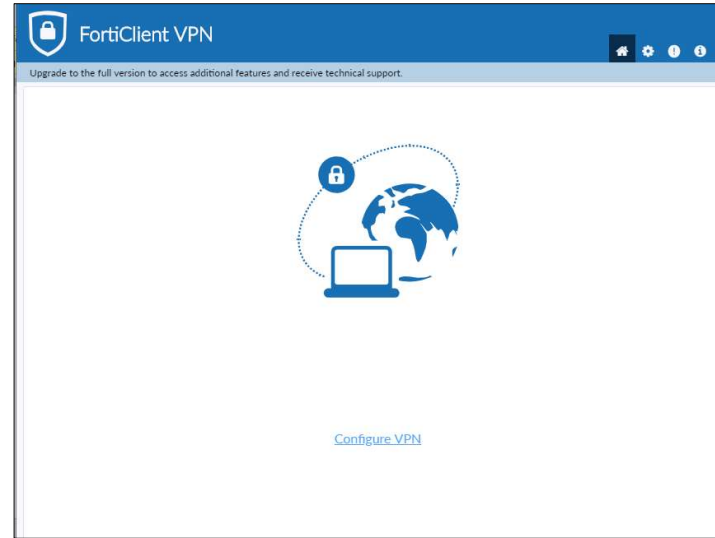 FortiClient VPN
Upgrade to the full version to access additional features and receive technical support.
Configure VPN